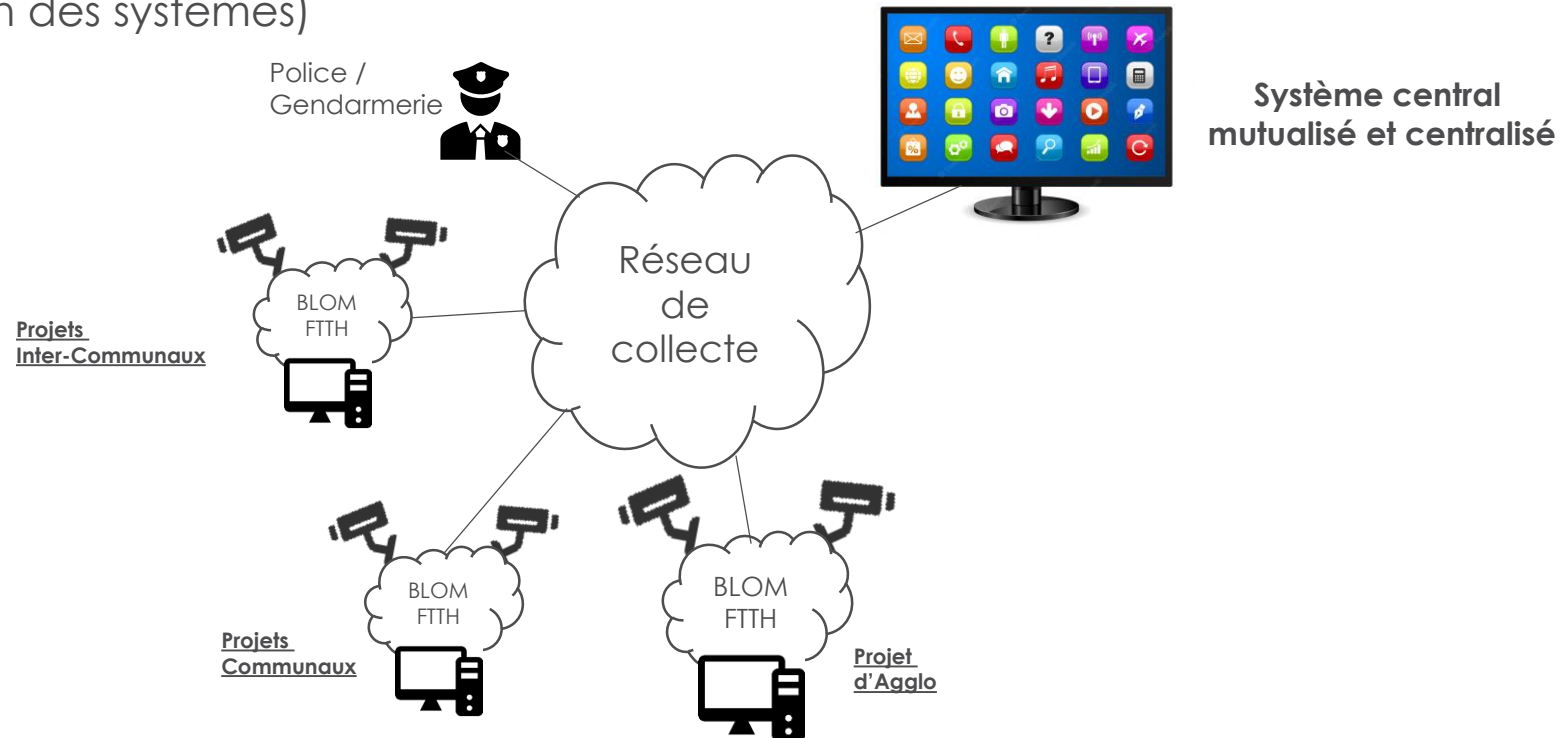 n des systèmes)
Police /
Gendarmerie
?
Système central
mutualisé et centralisé
Réseau
de
collecte
BLOM
FTTH
Projets
Inter-Communaux
BLOM
FTTH
Projets
Communaux
BLOM
FTTH
Projet
d'Agglo